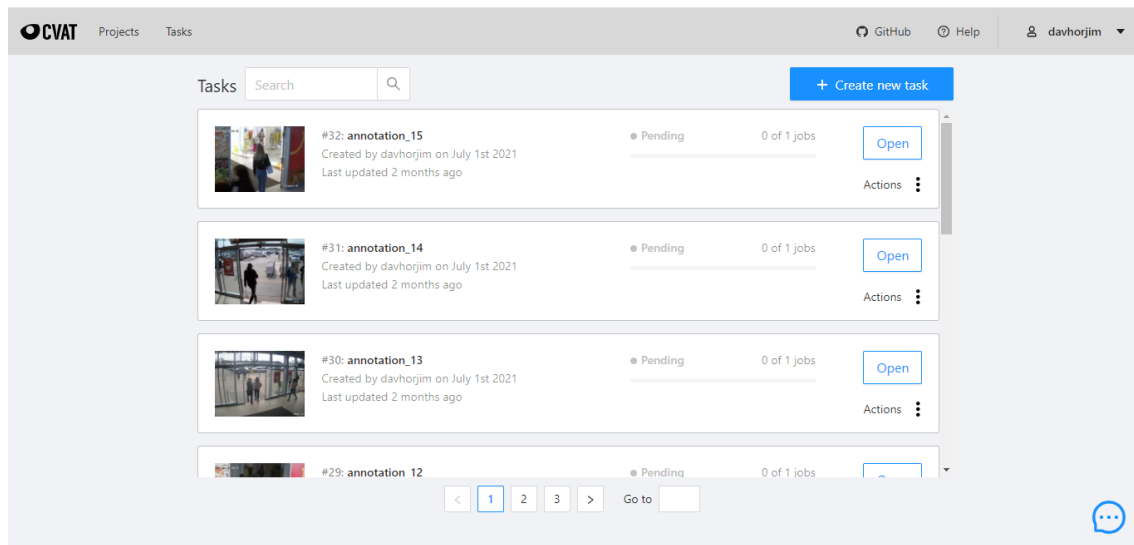 CVAT Projects Tasks GitHub Help davhorjim
Tasks Search + Create new task
#32: annotation_15 Pending 0 of 1 jobs Open
Created by davhorjim on July 1st 2021
Last updated 2 months ago
Actions
#31: annotation_14 Pending 0 of 1 jobs Open
Created by davhorjim on July 1st 2021
Last updated 2 months ago
Actions
#30: annotation_13 Pending 0 of 1 jobs Open
Created by davhorjim on July 1st 2021
Last updated 2 months ago
Actions
#29: annotation_12 Pending 0 of 1 jobs
< 1 2 3 > Go to